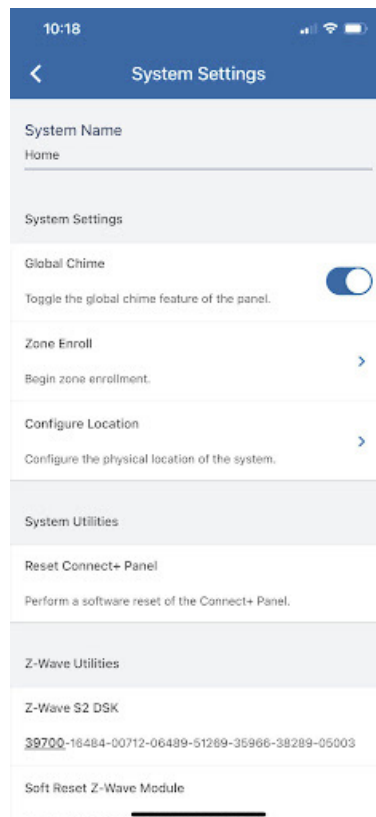 10:18
System Settings
System Name
Home
System Settings
Global Chime
Toggle the global chime feature of the panel.
Zone Enroll
Begin zone enrollment.
Configure Location
Configure the physical location of the system.
System Utilities
Reset Connect+ Panel
Perform a software reset of the Connect+ Panel.
Z-Wave Utilities
Z-Wave S2 DSK
39700-16484-00712-06489-51269-35966-38289-05003
Soft Reset Z-Wave Module